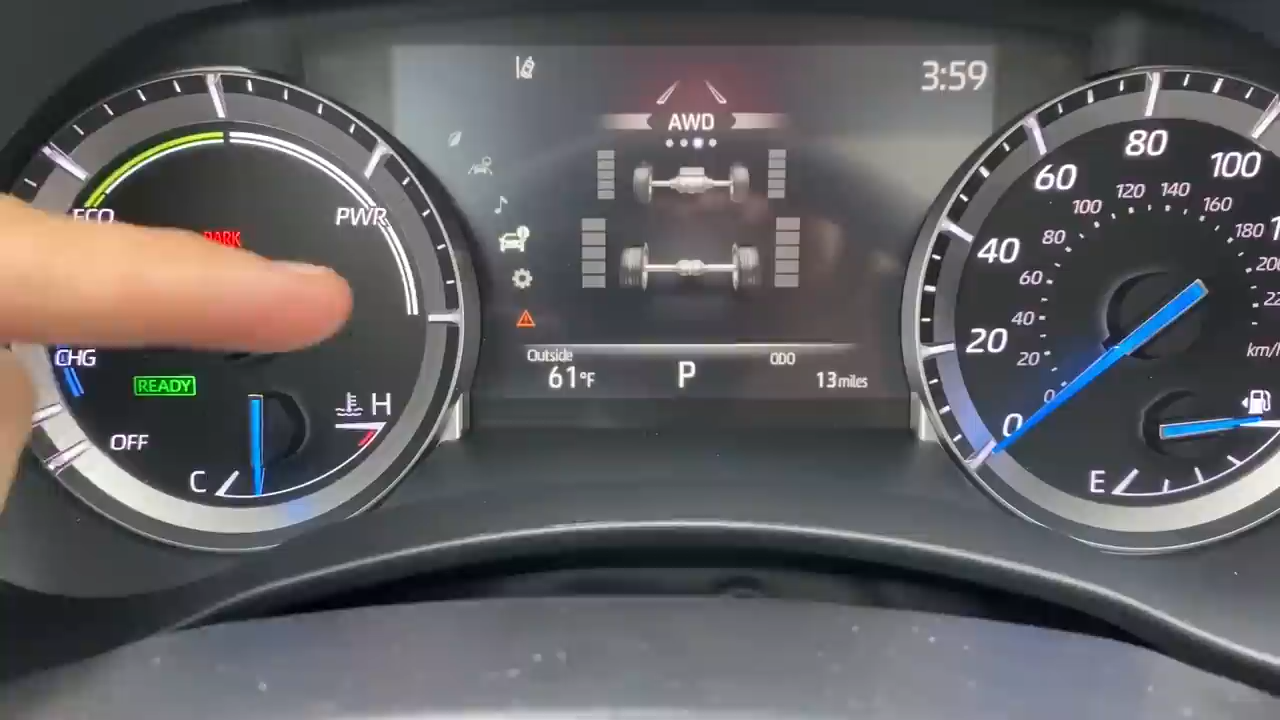 3:59
AWD
ECO
PARK
PWR
CHG
READY
OFF
C
H
Outside
61°F
P
ODO
13 miles
0
20
40
60
80
100
0
20
40
60
80
100
120
140
160
180
km/h
E